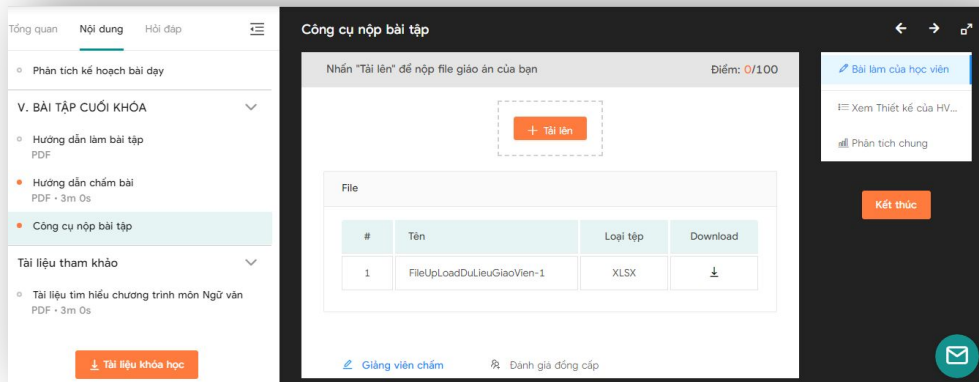 Tổng quan
Nội dung
Hỏi đáp
Phân tích kế hoạch bài dạy
V. BÀI TẬP CUỐI KHÓA
Hướng dẫn làm bài tập
PDF
Hướng dẫn chấm bài
PDF • 3m 0s
Công cụ nộp bài tập
Tài liệu tham khảo
Tài liệu tìm hiểu chương trình môn Ngữ văn
PDF • 3m 0s
Tài liệu khóa học
Công cụ nộp bài tập
Nhấn "Tải lên" để nộp file giáo án của bạn
Điểm: 0/100
+ Tải lên
File
# Tên Loại tệp Download
1 FileUpLoadDuLieuGiaoVien-1 XLSX
Giảng viên chấm
Đánh giá đồng cấp
Bài làm của học viên
Xem Thiết kế của HV...
Phân tích chung
Kết thúc